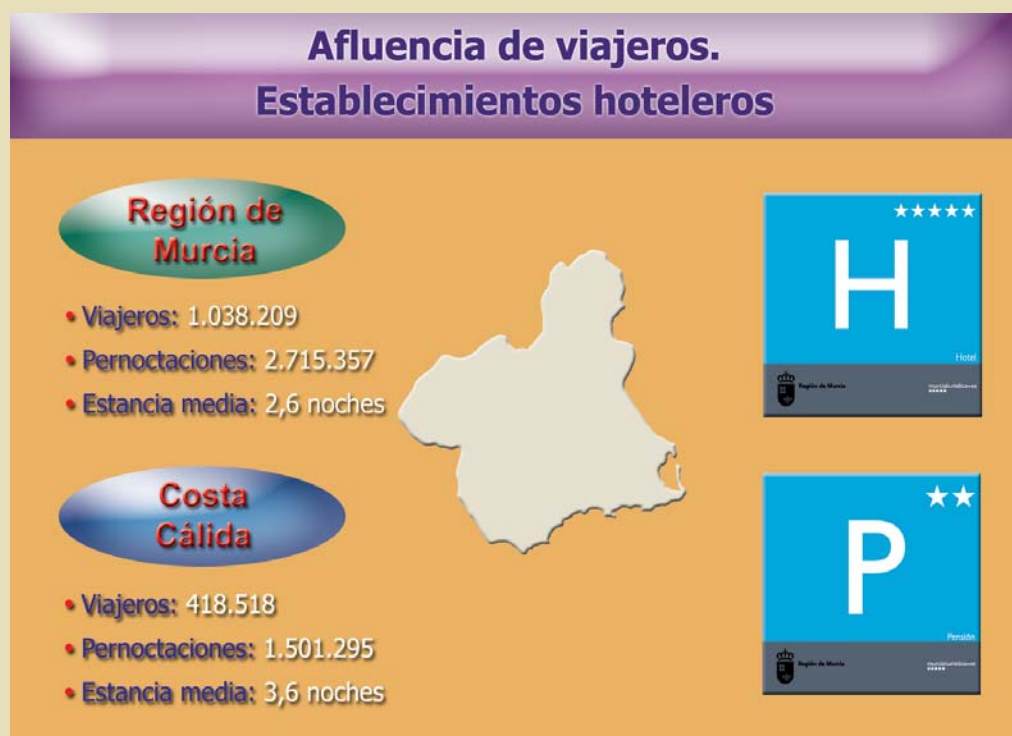 Afluencia de viajeros.
Establecimientos hoteleros
Región de
Murcia
• Viajeros: 1.038.209
• Pernoctaciones: 2.715.357
• Estancia media: 2,6 noches
Costa
Cálida
• Viajeros: 418.518
• Pernoctaciones: 1.501.295
• Estancia media: 3,6 noches
H
Hotel
Región de Murcia
P
Pensión
Región de Murcia